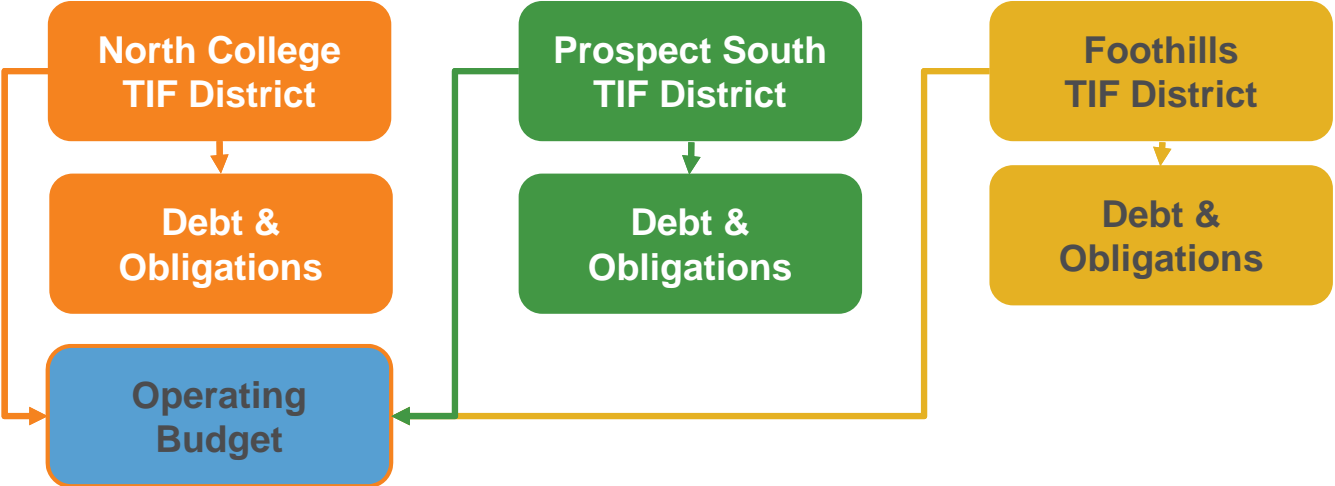 North College
TIF District
Prospect South
TIF District
Foothills
TIF District
Debt &
Obligations
Debt &
Obligations
Debt &
Obligations
Operating
Budget